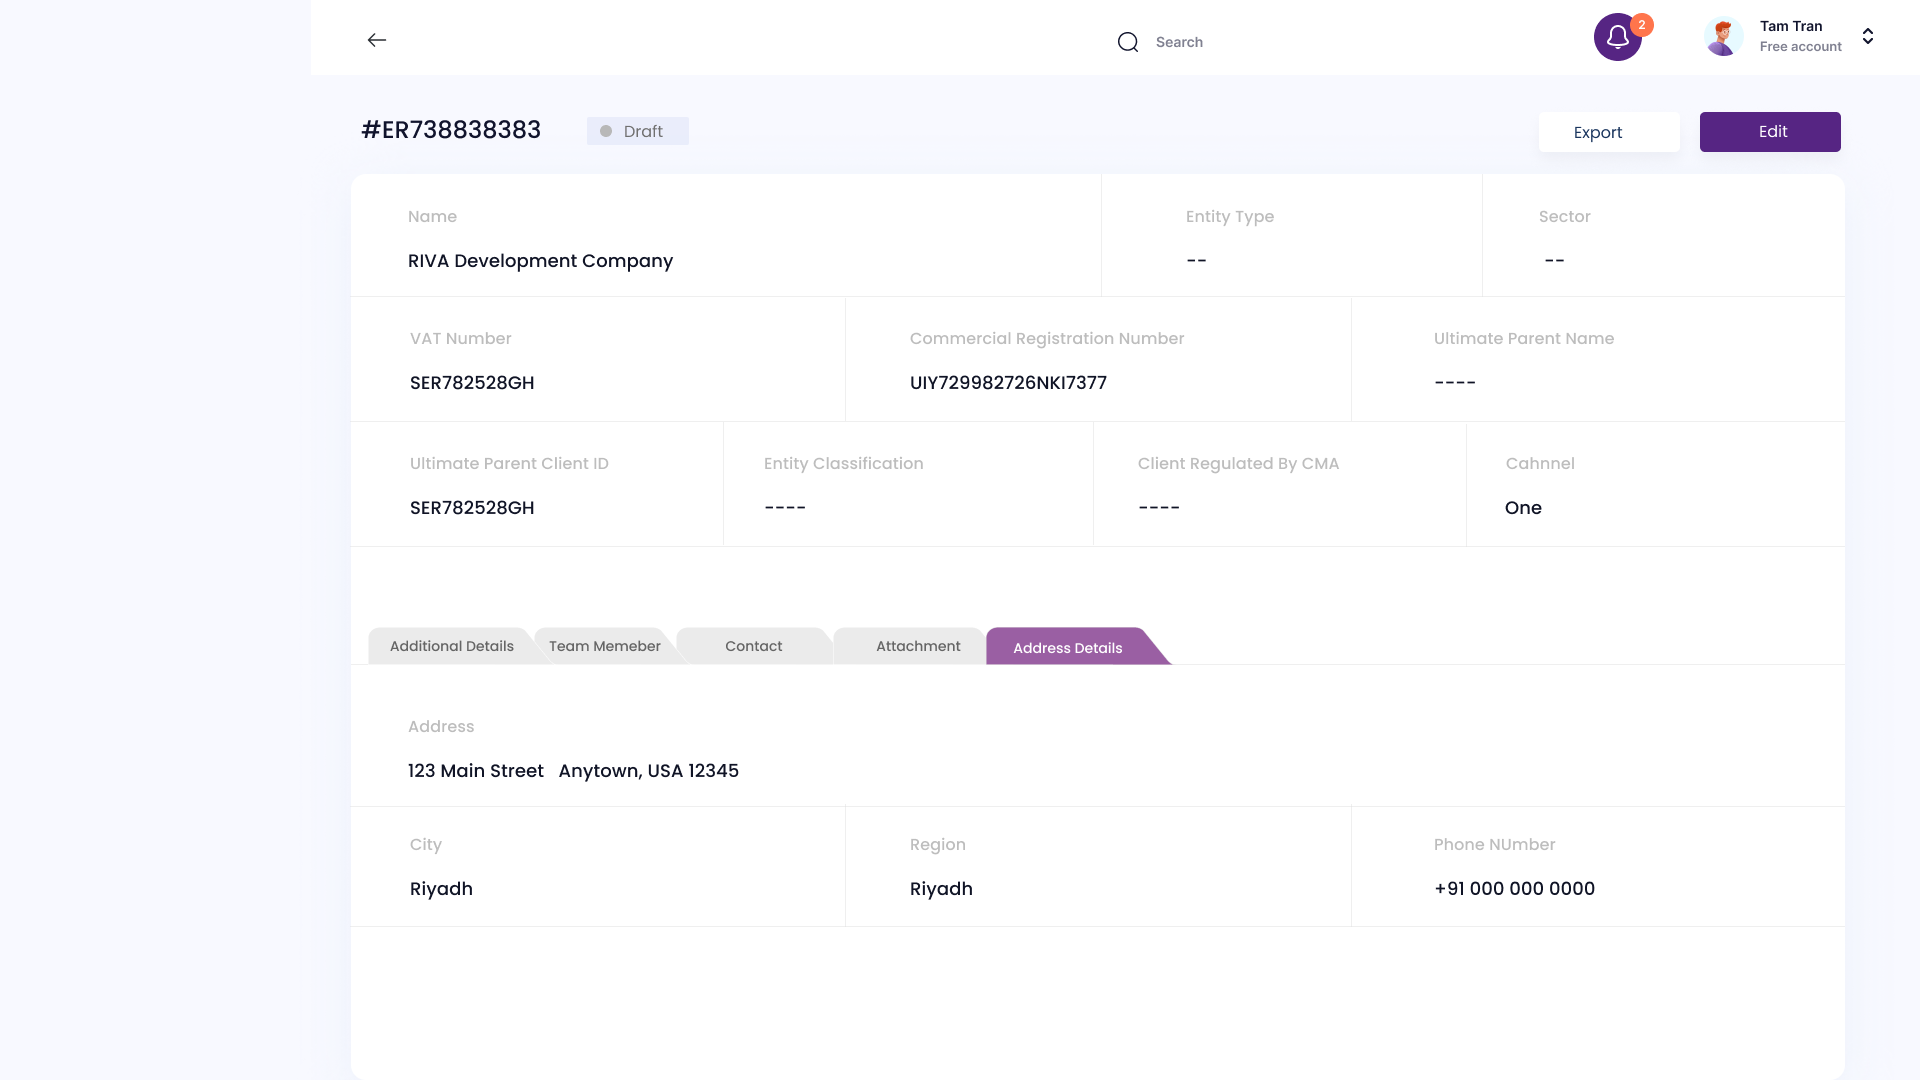 Search
2
Tam Tran
Free account
#ER738838383
Draft
Export
Edit
Name
Entity Type
Sector
RIVA Development Company
--
--
VAT Number
Commercial Registration Number
Ultimate Parent Name
SER782528GH
UIY729982726NKI7377
----
Ultimate Parent Client ID
Entity Classification
Client Regulated By CMA
Cahnnel
SER782528GH
----
----
One
Additional Details
Team Memeber
Contact
Attachment
Address Details
Address
123 Main Street   Anytown, USA 12345
City
Region
Phone NUmber
Riyadh
Riyadh
+91 000 000 0000